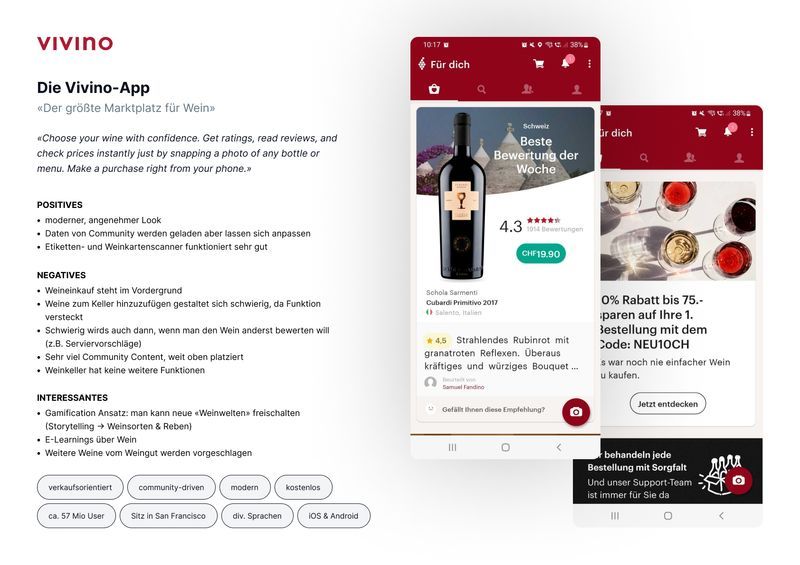 VIVINO
Die Vivino-App
«Der größte Marktplatz für Wein»
«Choose your wine with confidence. Get ratings, read reviews, and
check prices instantly just by snapping a photo of any bottle or
menu. Make a purchase right from your phone.»
POSITIVES
• moderner, angenehmer Look
• Daten von Community werden geladen aber lassen sich anpassen
• Etiketten- und Weinkartenscanner funktioniert sehr gut
NEGATIVES
• Weineinkauf steht im Vordergrund
• Weine zum Keller hinzuzufügen gestaltet sich schwierig, da Funktion
versteckt
• Schwierig wirds auch dann, wenn man den Wein anderst bewerten will
(z.B. Serviervorschläge)
• Sehr viel Community Content, weit oben platziert
• Weinkeller hat keine weitere Funktionen
INTERESSANTES
• Gamification Ansatz: man kann neue «Weinwelten» freischalten
(Storytelling → Weinsorten & Reben)
• E-Learnings über Wein
• Weitere Weine vom Weingut werden vorgeschlagen
verkaufsorientiert
community-driven
modern
kostenlos
ca. 57 Mio User
Sitz in San Francisco
div. Sprachen
iOS & Android
10:17
38%
Für dich
Schweiz
Beste
Bewertung der
Woche
4.3
1914 Bewertungen
CHF19.90
Schola Sarmenti
Cubardi Primitivo 2017
Salento, Italien
4,5 Strahlendes Rubinrot mit
granatroten Reflexen. Überaus
kräftiges und würziges Bouquet ...
Beurteilt von
Samuel Fandino
Gefällt Ihnen diese Empfehlung?
38%
ür dich
0% Rabatt bis 75.-
sparen auf Ihre 1.
Bestellung mit dem
Code: NEU10CH
s war noch nie einfacher Wein
u kaufen.
Jetzt entdecken
r behandeln jede
Bestellung mit Sorgfalt
Und unser Support-Team
ist immer für Sie da